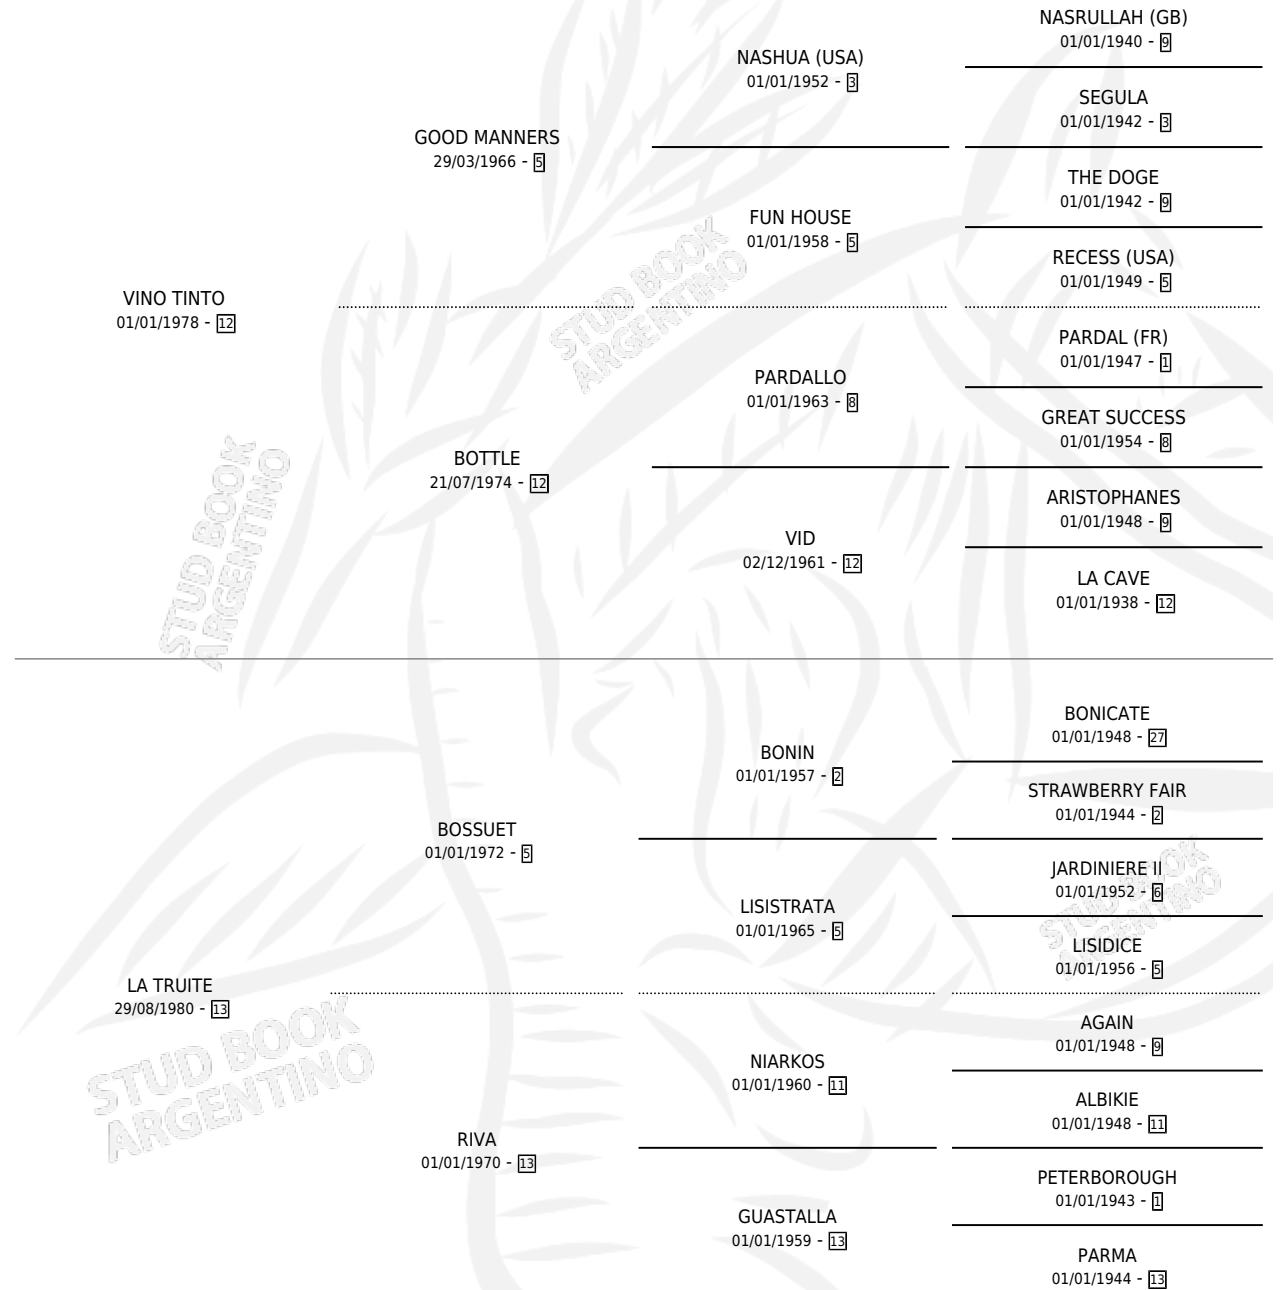 NASRULLAH (GB)
01/01/1940 - 9
NASHUA (USA)
01/01/1952 - 3
SEGULA
01/01/1942 - 3
GOOD MANNERS
29/03/1966 - 5
THE DOGE
01/01/1942 - 9
FUN HOUSE
01/01/1958 - 5
RECESS (USA)
01/01/1949 - 5
VINO TINTO
01/01/1978 - 12
PARDAL (FR)
01/01/1947 - 1
PARDALLO
01/01/1963 - 8
GREAT SUCCESS
01/01/1954 - 8
BOTTLE
21/07/1974 - 12
ARISTOPHANES
01/01/1948 - 9
VID
02/12/1961 - 12
LA CAVE
01/01/1938 - 12
BONICATE
01/01/1948 - 27
BONIN
01/01/1957 - 2
STRAWBERRY FAIR
01/01/1944 - 2
BOSSUET
01/01/1972 - 5
JARDINIERE II
01/01/1952 - 6
LISISTRATA
01/01/1965 - 5
LISIDICE
01/01/1956 - 5
LA TRUITE
29/08/1980 - 13
AGAIN
01/01/1948 - 9
NIARKOS
01/01/1960 - 11
ALBIKIE
01/01/1948 - 11
RIVA
01/01/1970 - 13
PETERBOROUGH
01/01/1943 - 1
GUASTALLA
01/01/1959 - 13
PARMA
01/01/1944 - 13
STUD BOOK
ARGENTINO
STUD BOOK
ARGENTINO
STUD BOOK
ARGENTINO
STUD BOOK
ARGENTINO